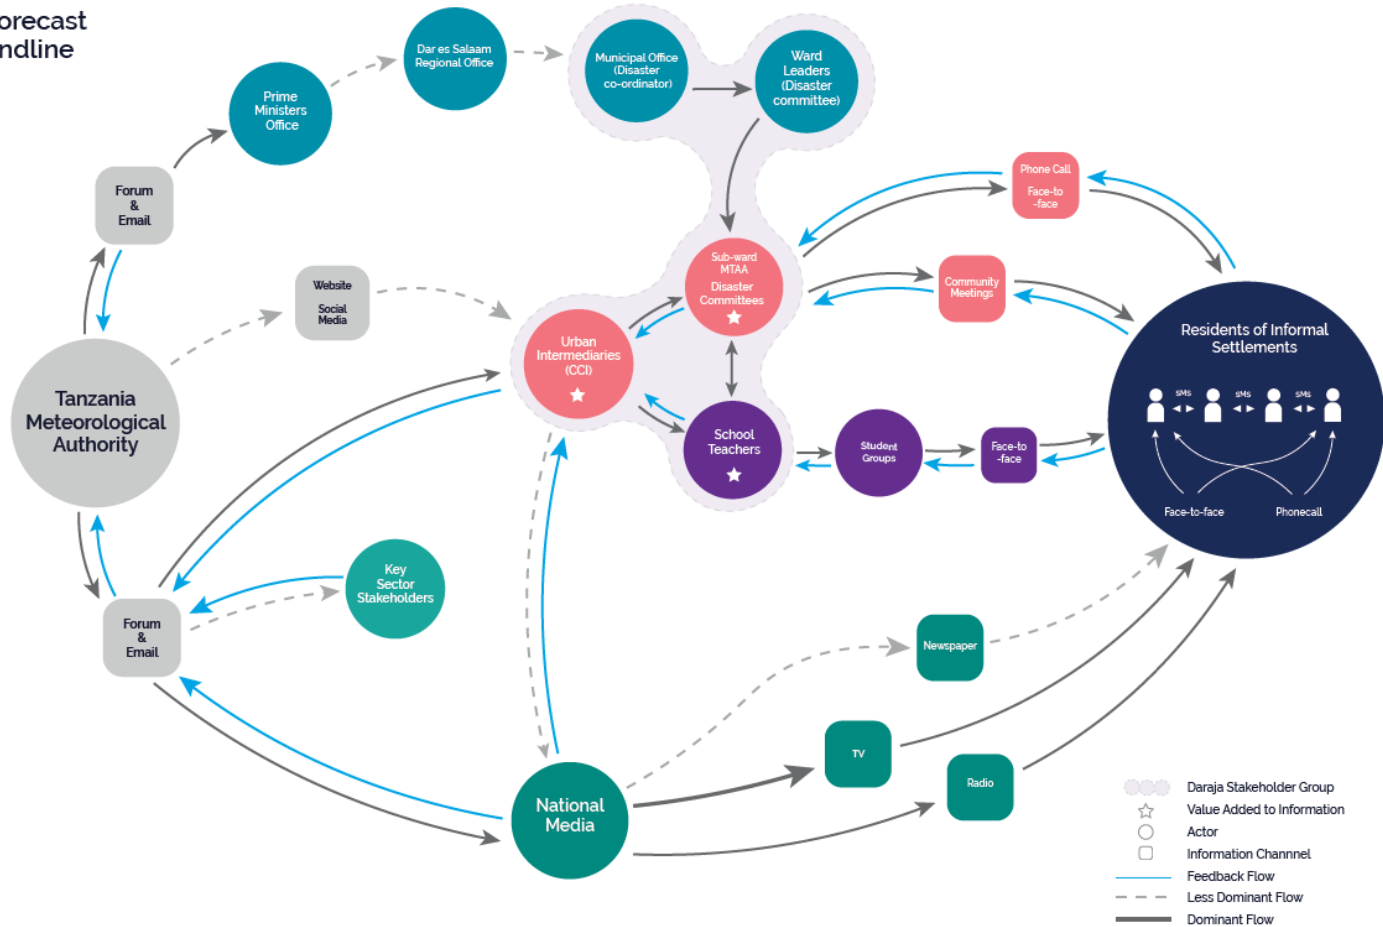 orecast
ndline
Dar es Salaam
Regional Office
Municipal Office
(Disaster
co-ordinator)
Ward
Leaders
(Disaster
committee)
Prime
Ministers
Office
Forum
&
Email
Phone Call
Face-to
-face
Sub-ward
MTAA
Disaster
Committees
Website
Social
Media
Community
Meetings
Urban
Intermediaries
(CCI)
Residents of Informal
Settlements
SMS
SMS
SMS
Face-to-face
Phonecall
Tanzania
Meteorological
Authority
School
Teachers
Student
Groups
Face-to
-face
Key
Sector
Stakeholders
Forum
&
Email
Newspaper
TV
Radio
National
Media
Daraja Stakeholder Group
Value Added to Information
Actor
Information Channnel
Feedback Flow
Less Dominant Flow
Dominant Flow